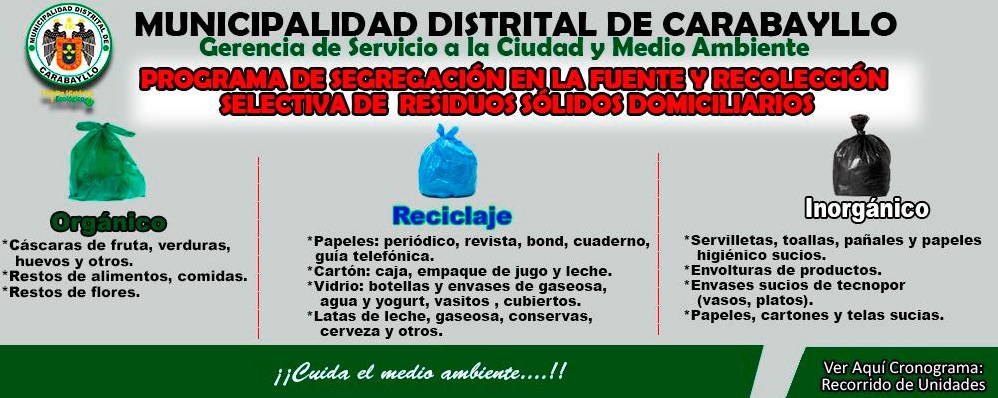 MUNICIPALIDAD DISTRITAL DE
CARABAYLLO
MUNICIPALIDAD DISTRITAL DE CARABAYLLO
Gerencia de Servicio a la Ciudad y Medio Ambiente
PROGRAMA DE SEGREGACIÓN EN LA FUENTE Y RECOLECCIÓN
SELECTIVA DE RESIDUOS SÓLIDOS DOMICILIARIOS
Orgánico
*Cáscaras de fruta, verduras,
huevos y otros.
*Restos de alimentos, comidas.
*Restos de flores.
Reciclaje
*Papeles: periódico, revista, bond, cuaderno,
guía telefónica.
*Cartón: caja, empaque de jugo y leche.
*Vidrio: botellas y envases de gaseosa,
agua y yogurt, vasitos , cubiertos.
*Latas de leche, gaseosa, conservas,
cerveza y otros.
Inorgánico
*Servilletas, toallas, pañales y papeles
higiénico sucios.
*Envolturas de productos.
*Envases sucios de tecnopor
(vasos, platos).
*Papeles, cartones y telas sucias.
¡¡Cuida el medio ambiente....!!
Ver Aquí Cronograma:
Recorrido de Unidades